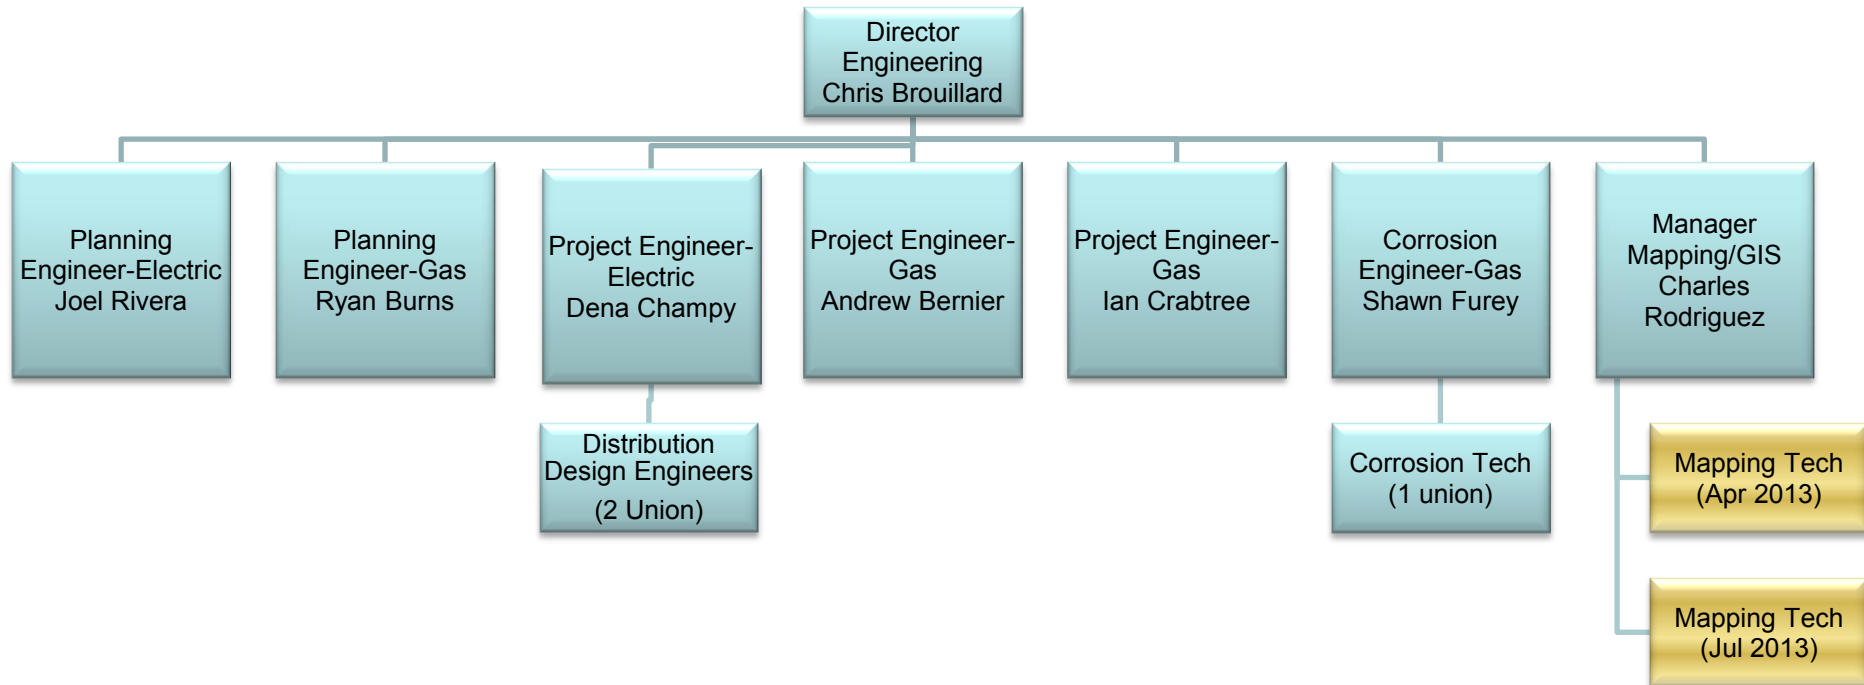 Director
Engineering
Chris Brouillard
Planning
Engineer-Electric
Joel Rivera
Planning
Engineer-Gas
Ryan Burns
Project Engineer-
Electric
Dena Champy
Project Engineer-
Gas
Andrew Bernier
Project Engineer-
Gas
Ian Crabtree
Corrosion
Engineer-Gas
Shawn Furey
Manager
Mapping/GIS
Charles
Rodriguez
Distribution
Design Engineers
(2 Union)
Corrosion Tech
(1 union)
Mapping Tech
(Apr 2013)
Mapping Tech
(Jul 2013)